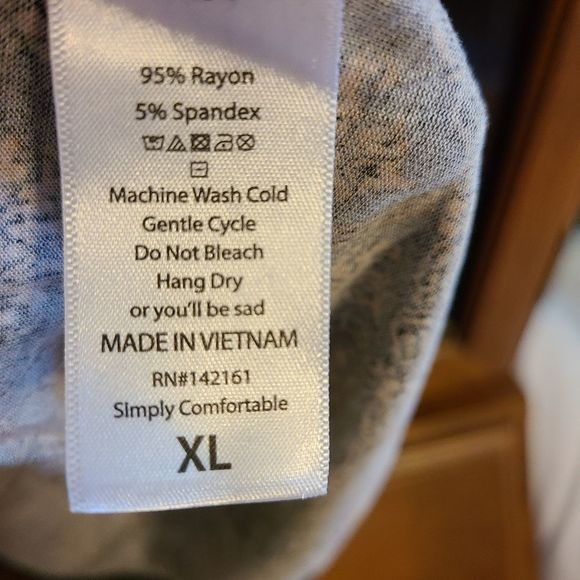 95% Rayon
5% Spandex
Machine Wash Cold
Gentle Cycle
Do Not Bleach
Hang Dry
or you'll be sad
MADE IN VIETNAM
RN#142161
Simply Comfortable
XL